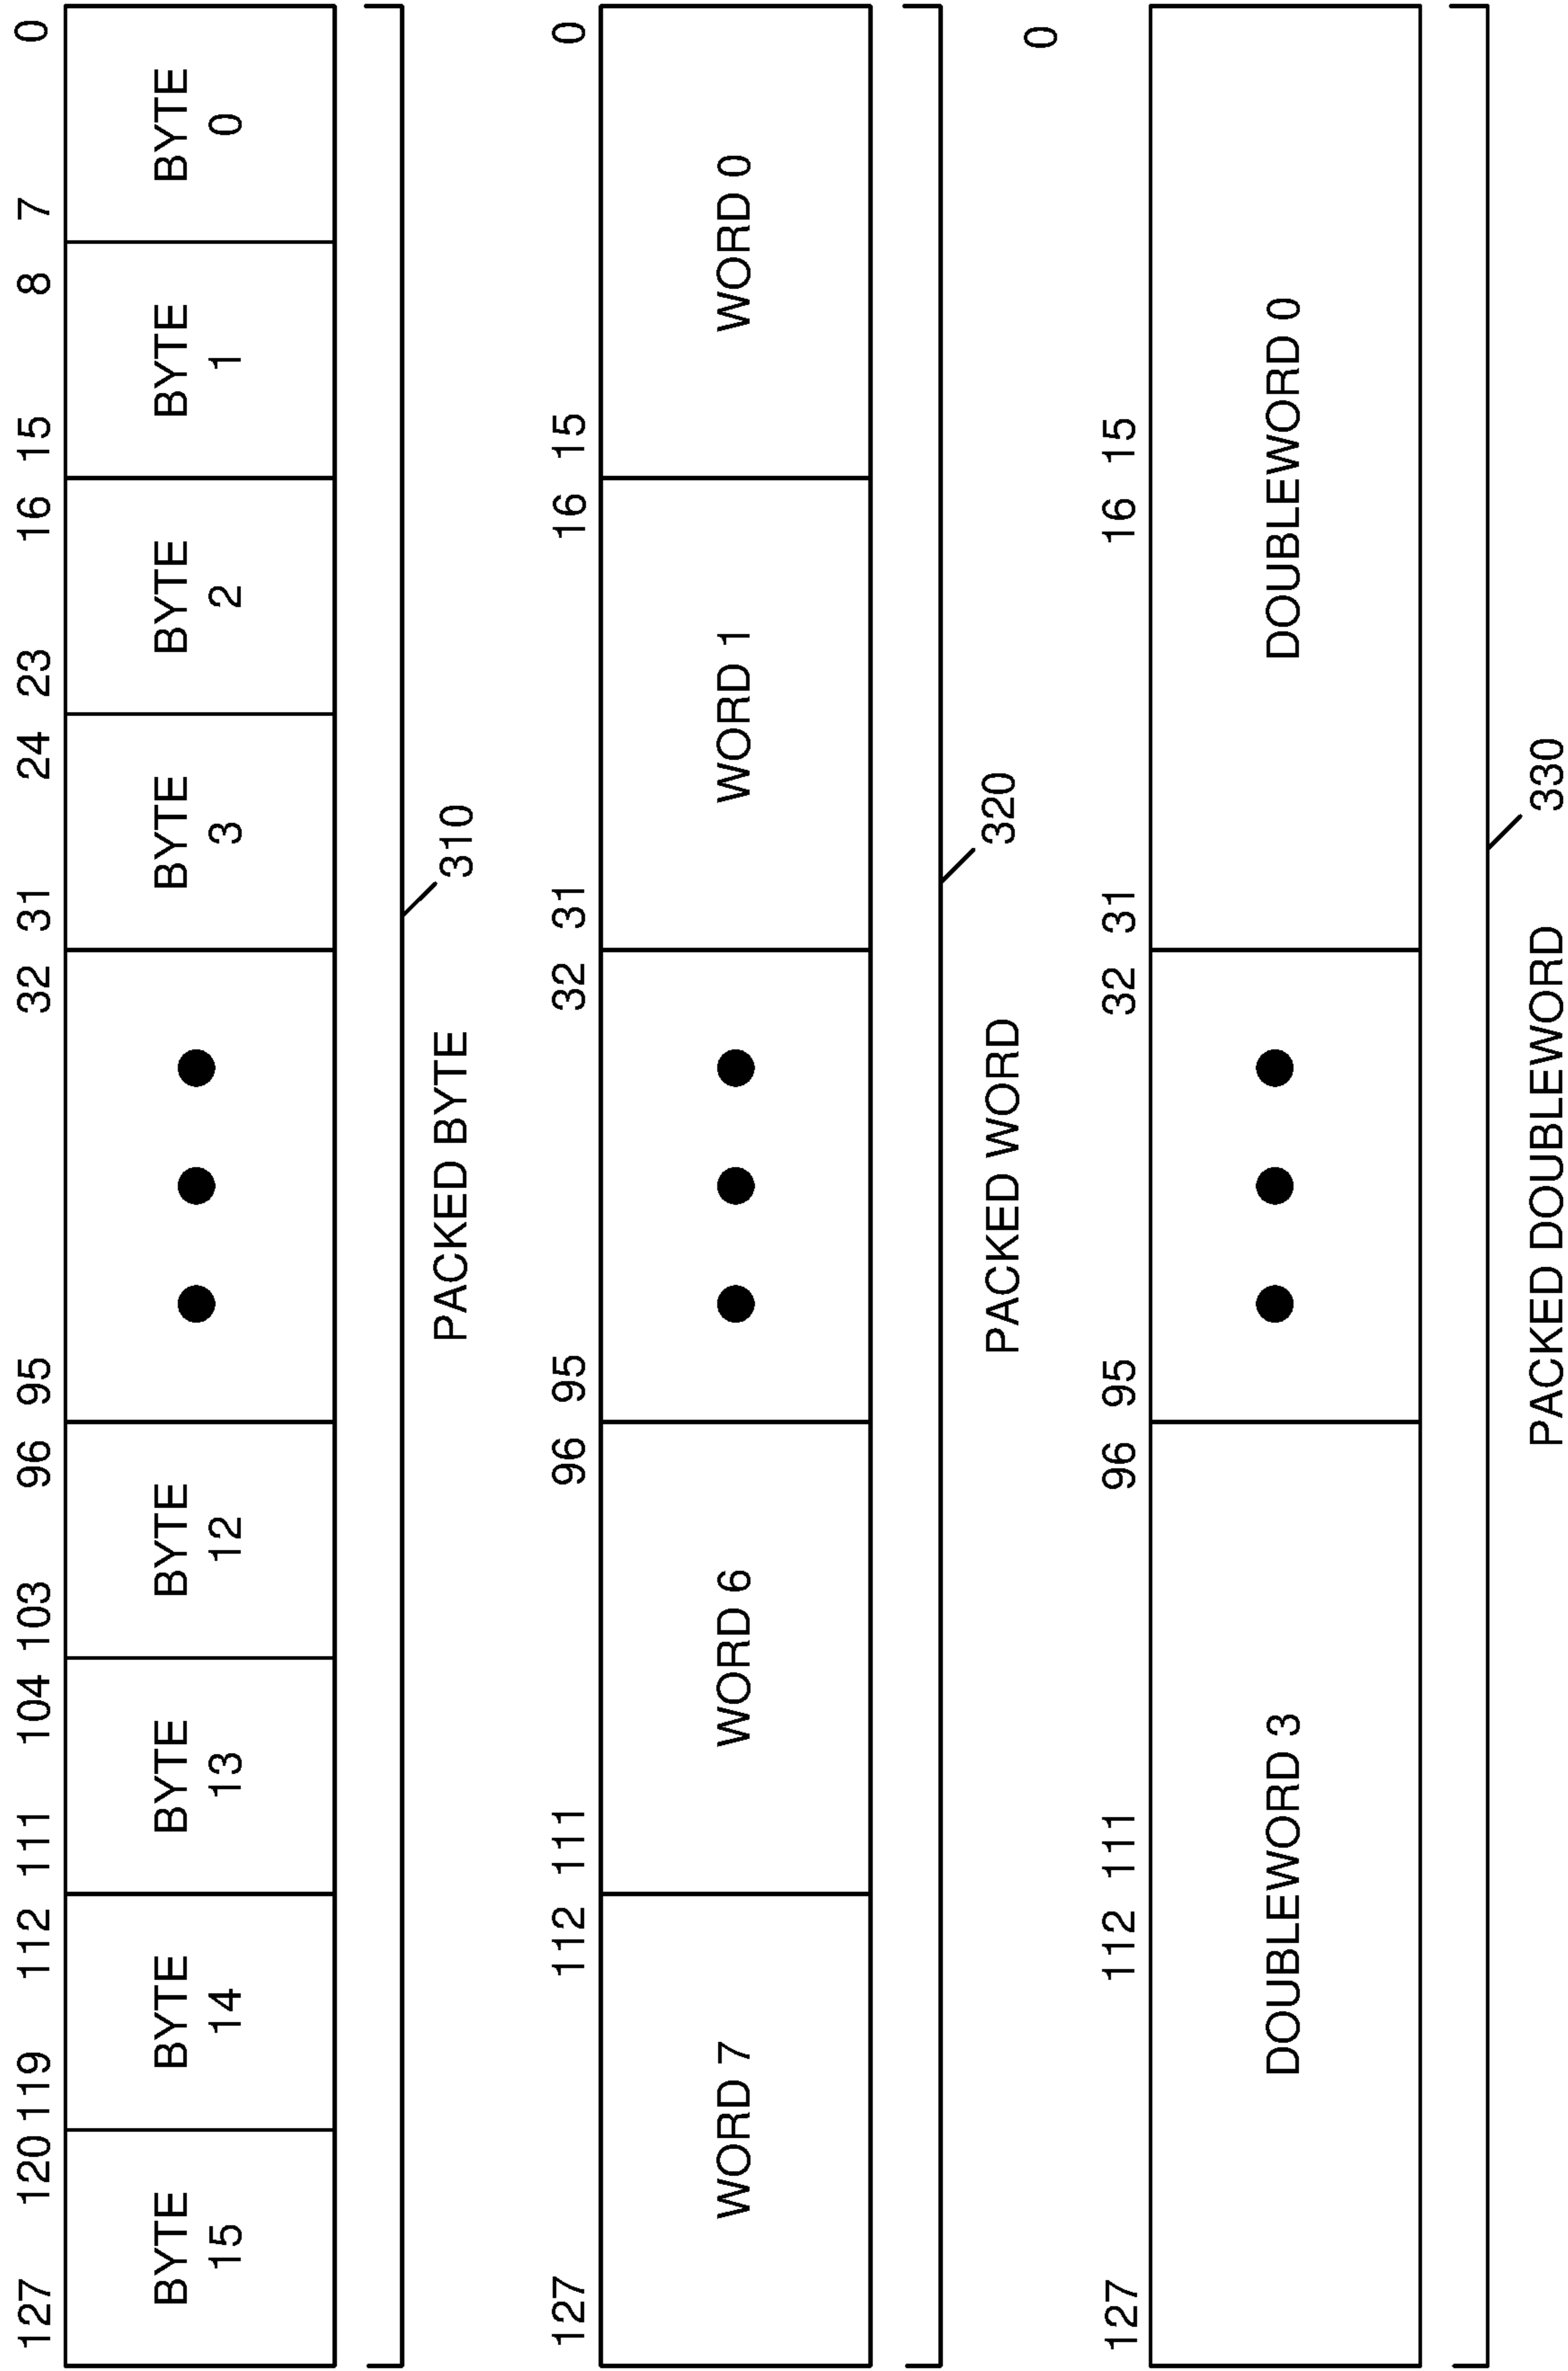 127 120 119 112 111 104 103 96 95 32 31 24 23 16 15 8 7 0
BYTE 15 BYTE 14 BYTE 13 BYTE 12 BYTE 3 BYTE 2 BYTE 1 BYTE 0
PACKED BYTE 310
127 112 111 96 95 32 31 16 15 0
WORD 7 WORD 6 WORD 1 WORD 0
PACKED WORD 320
127 112 111 96 95 32 31 16 15 0
DOUBLEWORD 3 DOUBLEWORD 0
PACKED DOUBLEWORD 330